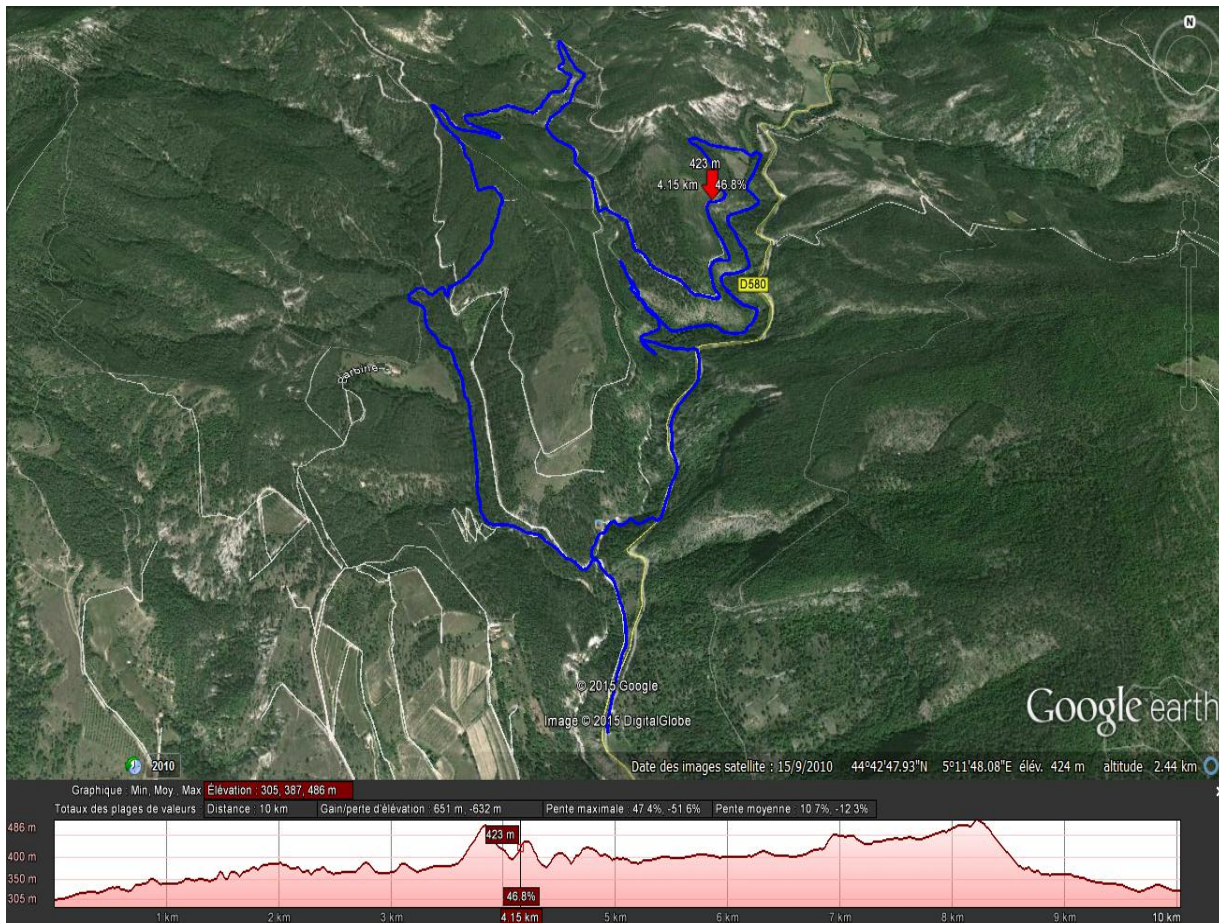 N
423 m
4.15 km 46.8%
D580
barbine
© 2015 Google
Image © 2015 DigitalGlobe
Google earth
2010
Date des images satellite : 15/9/2010 44°42'47.93"N 5°11'48.08"E élév. 424 m altitude 2.44 km
Graphique : Min, Moy., Max Élévation : 305, 387, 486 m
Totaux des plages de valeurs : Distance : 10 km Gain/perte d'élévation : 651 m, -632 m Pente maximale : 47.4%, -51.6% Pente moyenne : 10.7%, -12.3%
486 m
423 m
400 m
350 m
305 m
46.8%
1 km 2 km 3 km 4.15 km 5 km 6 km 7 km 8 km 9 km 10 km